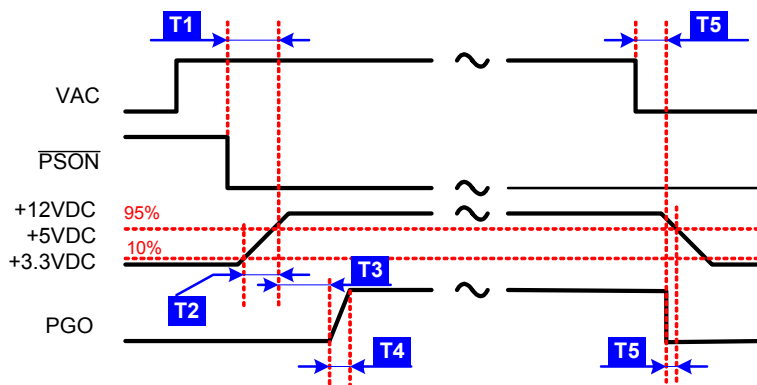 T1
T5
VAC
PSON
+12VDC
95%
+5VDC
10%
+3.3VDC
T3
T2
PGO
T4
T5